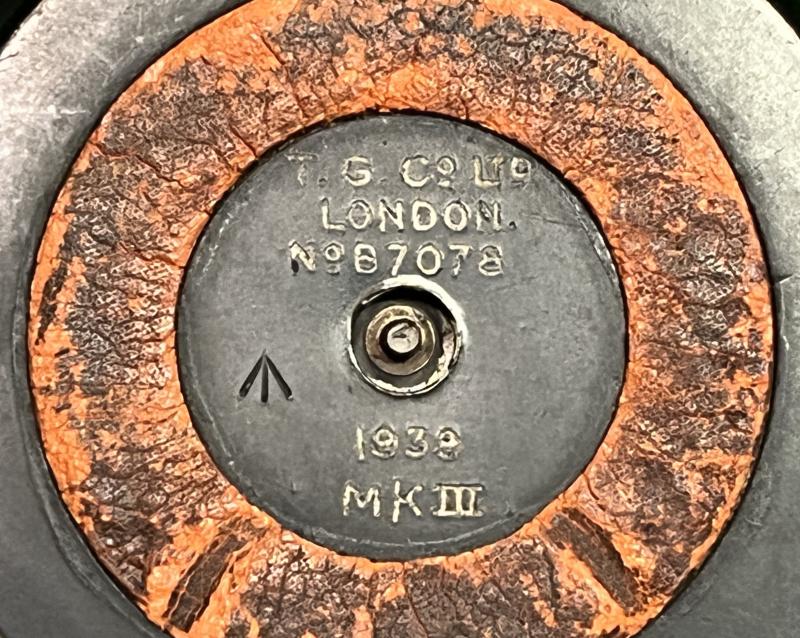 T. G. Cº Lᵗᵈ
LONDON.
Nº 87078
1939
MK III